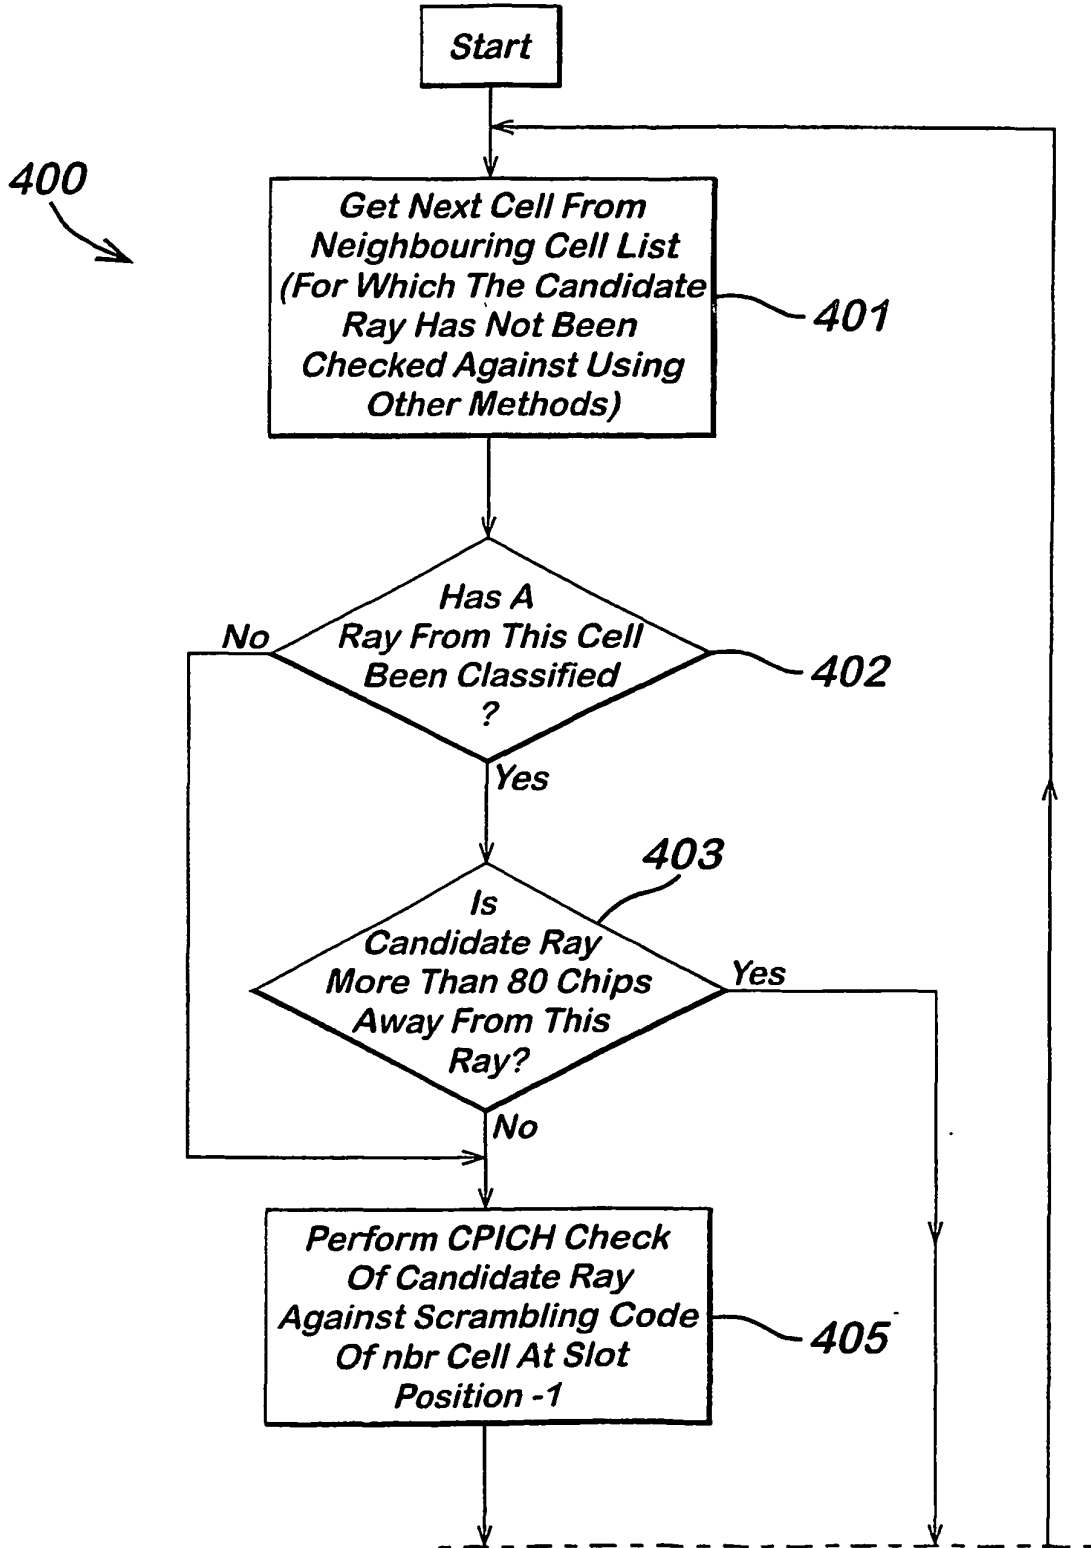 Start
400
Get Next Cell From
Neighbouring Cell List
(For Which The Candidate
Ray Has Not Been
Checked Against Using
Other Methods)
401
Has A
Ray From This Cell
Been Classified
?
No
402
Yes
403
Is
Candidate Ray
More Than 80 Chips
Away From This
Ray?
Yes
No
Perform CPICH Check
Of Candidate Ray
Against Scrambling Code
Of nbr Cell At Slot
Position -1
405